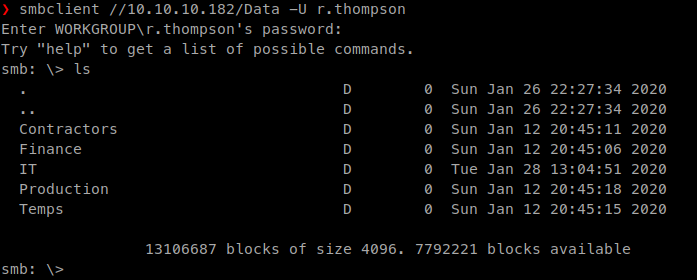 ❯ smbclient //10.10.10.182/Data -U r.thompson
Enter WORKGROUP\r.thompson's password:
Try "help" to get a list of possible commands.
smb: \> ls
  .                                   D        0  Sun Jan 26 22:27:34 2020
  ..                                  D        0  Sun Jan 26 22:27:34 2020
  Contractors                         D        0  Sun Jan 12 20:45:11 2020
  Finance                             D        0  Sun Jan 12 20:45:06 2020
  IT                                  D        0  Tue Jan 28 13:04:51 2020
  Production                          D        0  Sun Jan 12 20:45:18 2020
  Temps                               D        0  Sun Jan 12 20:45:15 2020
                13106687 blocks of size 4096. 7792221 blocks available
smb: \>